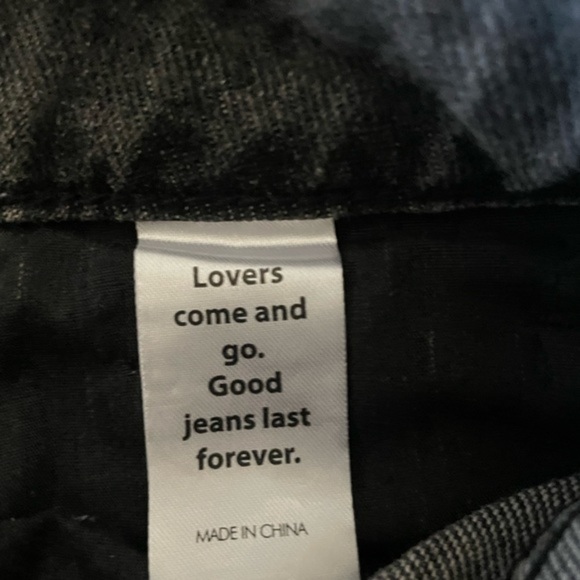 Lovers
come and
go.
Good
jeans last
forever.
MADE IN CHINA